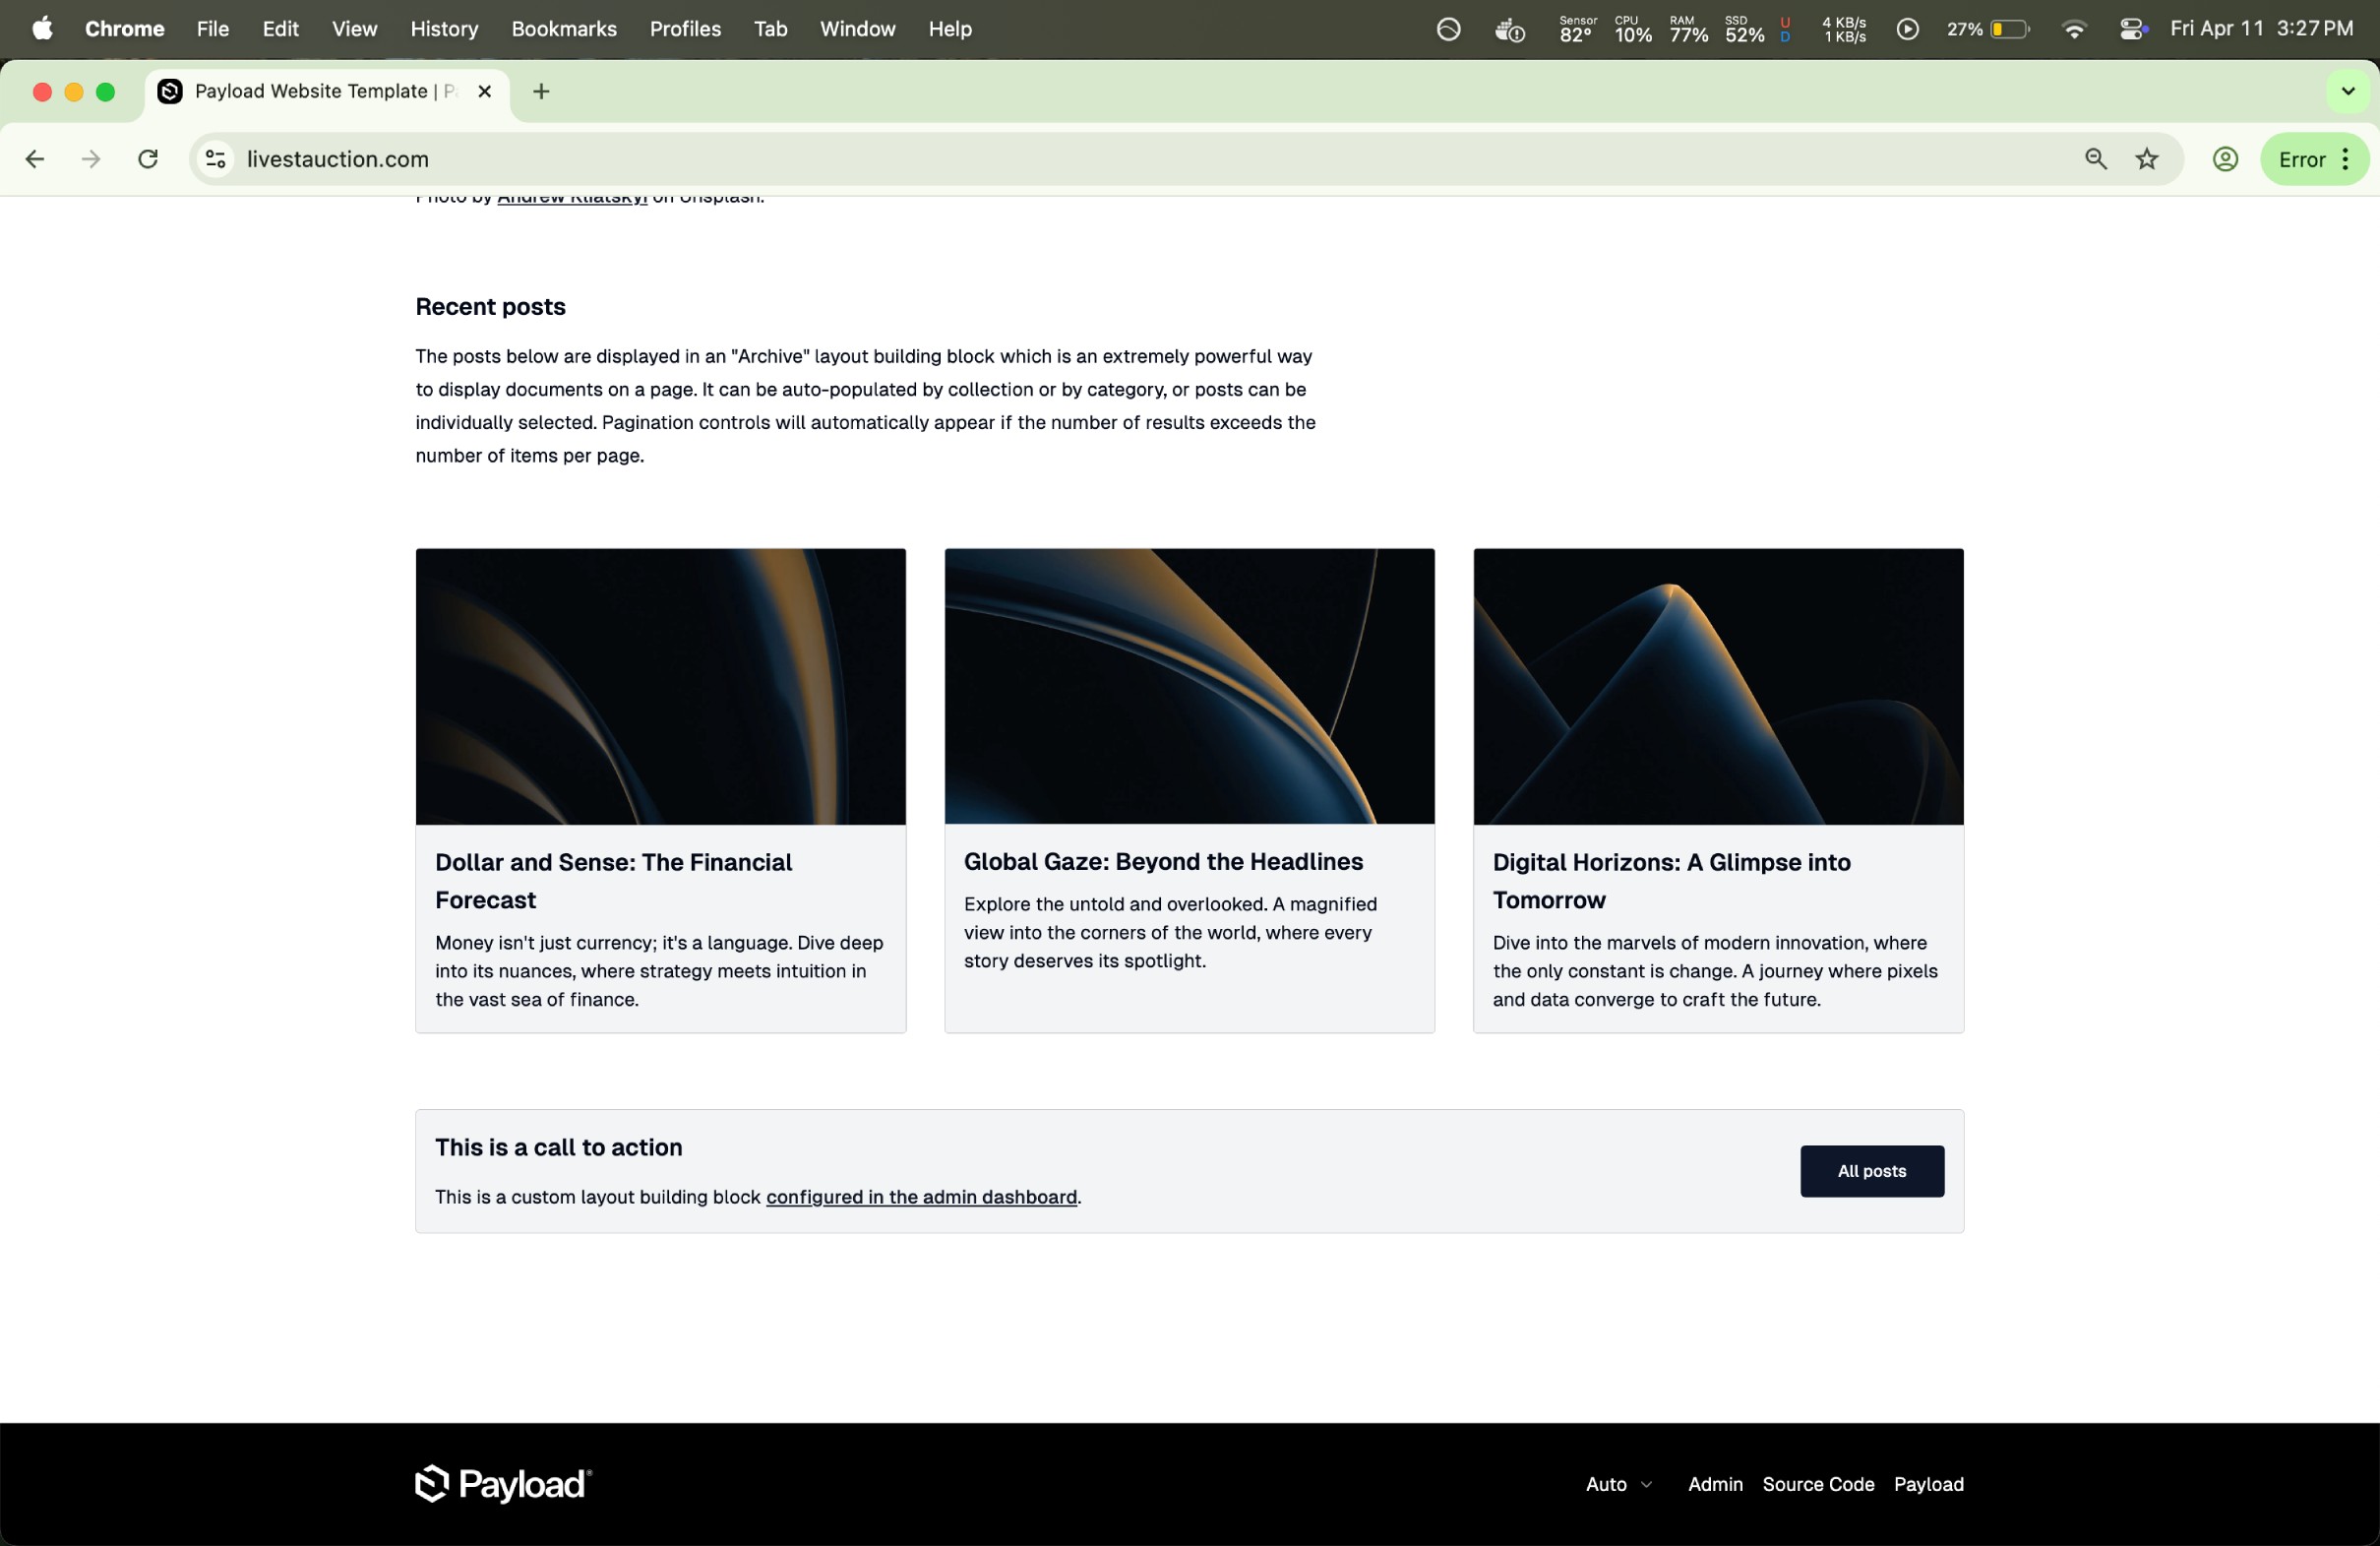 Chrome File Edit View History Bookmarks Profiles Tab Window Help Sensor 82° CPU 10% RAM 77% SSD 52% U D 4 KB/s 1 KB/s 27% Fri Apr 11 3:27 PM
Payload Website Template |
livestauction.com Error
Photo by Andrew Kliatskyi on Unsplash.
Recent posts
The posts below are displayed in an "Archive" layout building block which is an extremely powerful way
to display documents on a page. It can be auto-populated by collection or by category, or posts can be
individually selected. Pagination controls will automatically appear if the number of results exceeds the
number of items per page.
Dollar and Sense: The Financial
Forecast
Money isn't just currency; it's a language. Dive deep
into its nuances, where strategy meets intuition in
the vast sea of finance.
Global Gaze: Beyond the Headlines
Explore the untold and overlooked. A magnified
view into the corners of the world, where every
story deserves its spotlight.
Digital Horizons: A Glimpse into
Tomorrow
Dive into the marvels of modern innovation, where
the only constant is change. A journey where pixels
and data converge to craft the future.
This is a call to action
This is a custom layout building block configured in the admin dashboard.
All posts
Payload
Auto Admin Source Code Payload